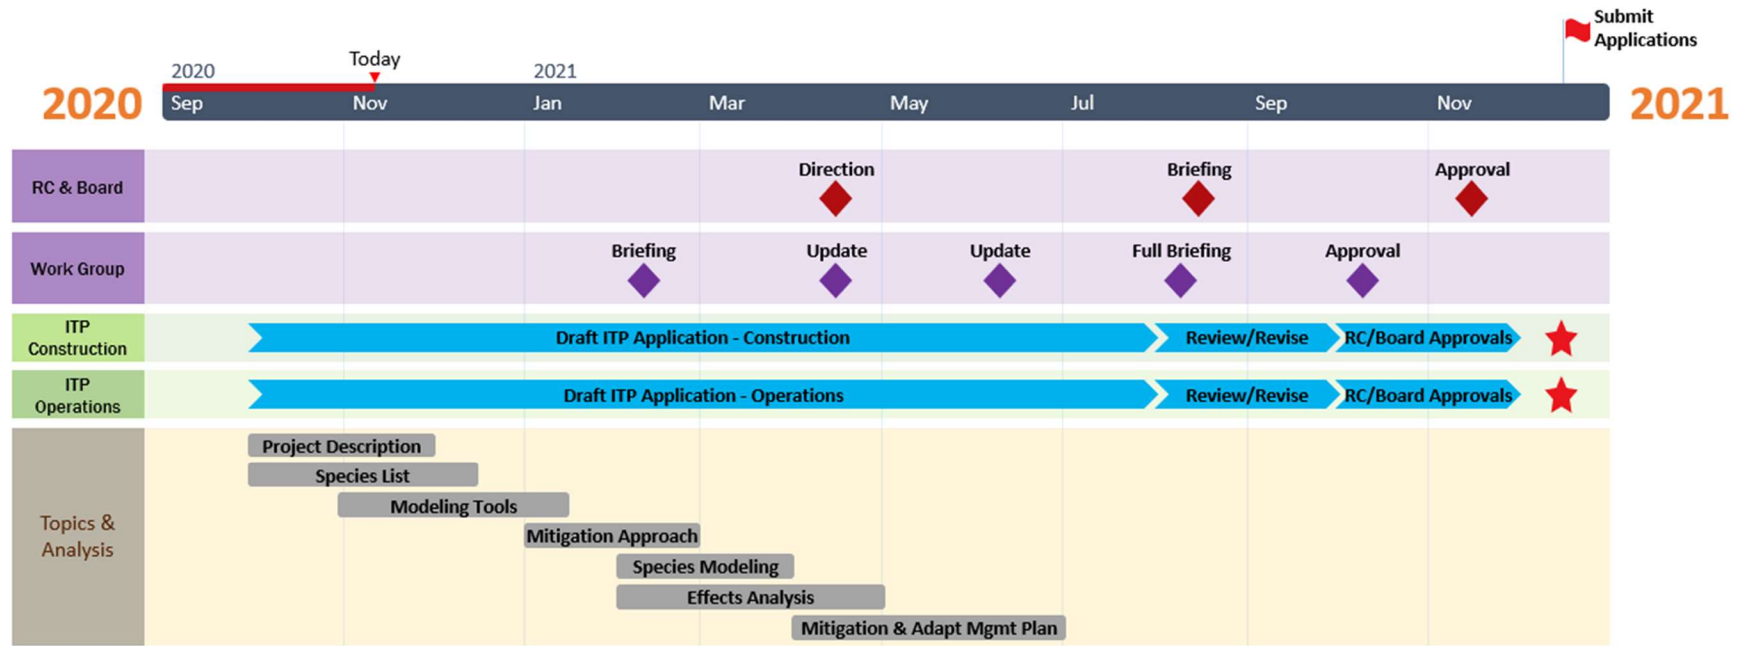 Submit
Applications
Today
2020 2021
2020 Sep Nov Jan Mar May Jul Sep Nov 2021
RC & Board
Direction Briefing Approval
Work Group
Briefing Update Update Full Briefing Approval
ITP
Construction
Draft ITP Application - Construction Review/Revise RC/Board Approvals
ITP
Operations
Draft ITP Application - Operations Review/Revise RC/Board Approvals
Topics &
Analysis
Project Description
Species List
Modeling Tools
Mitigation Approach
Species Modeling
Effects Analysis
Mitigation & Adapt Mgmt Plan